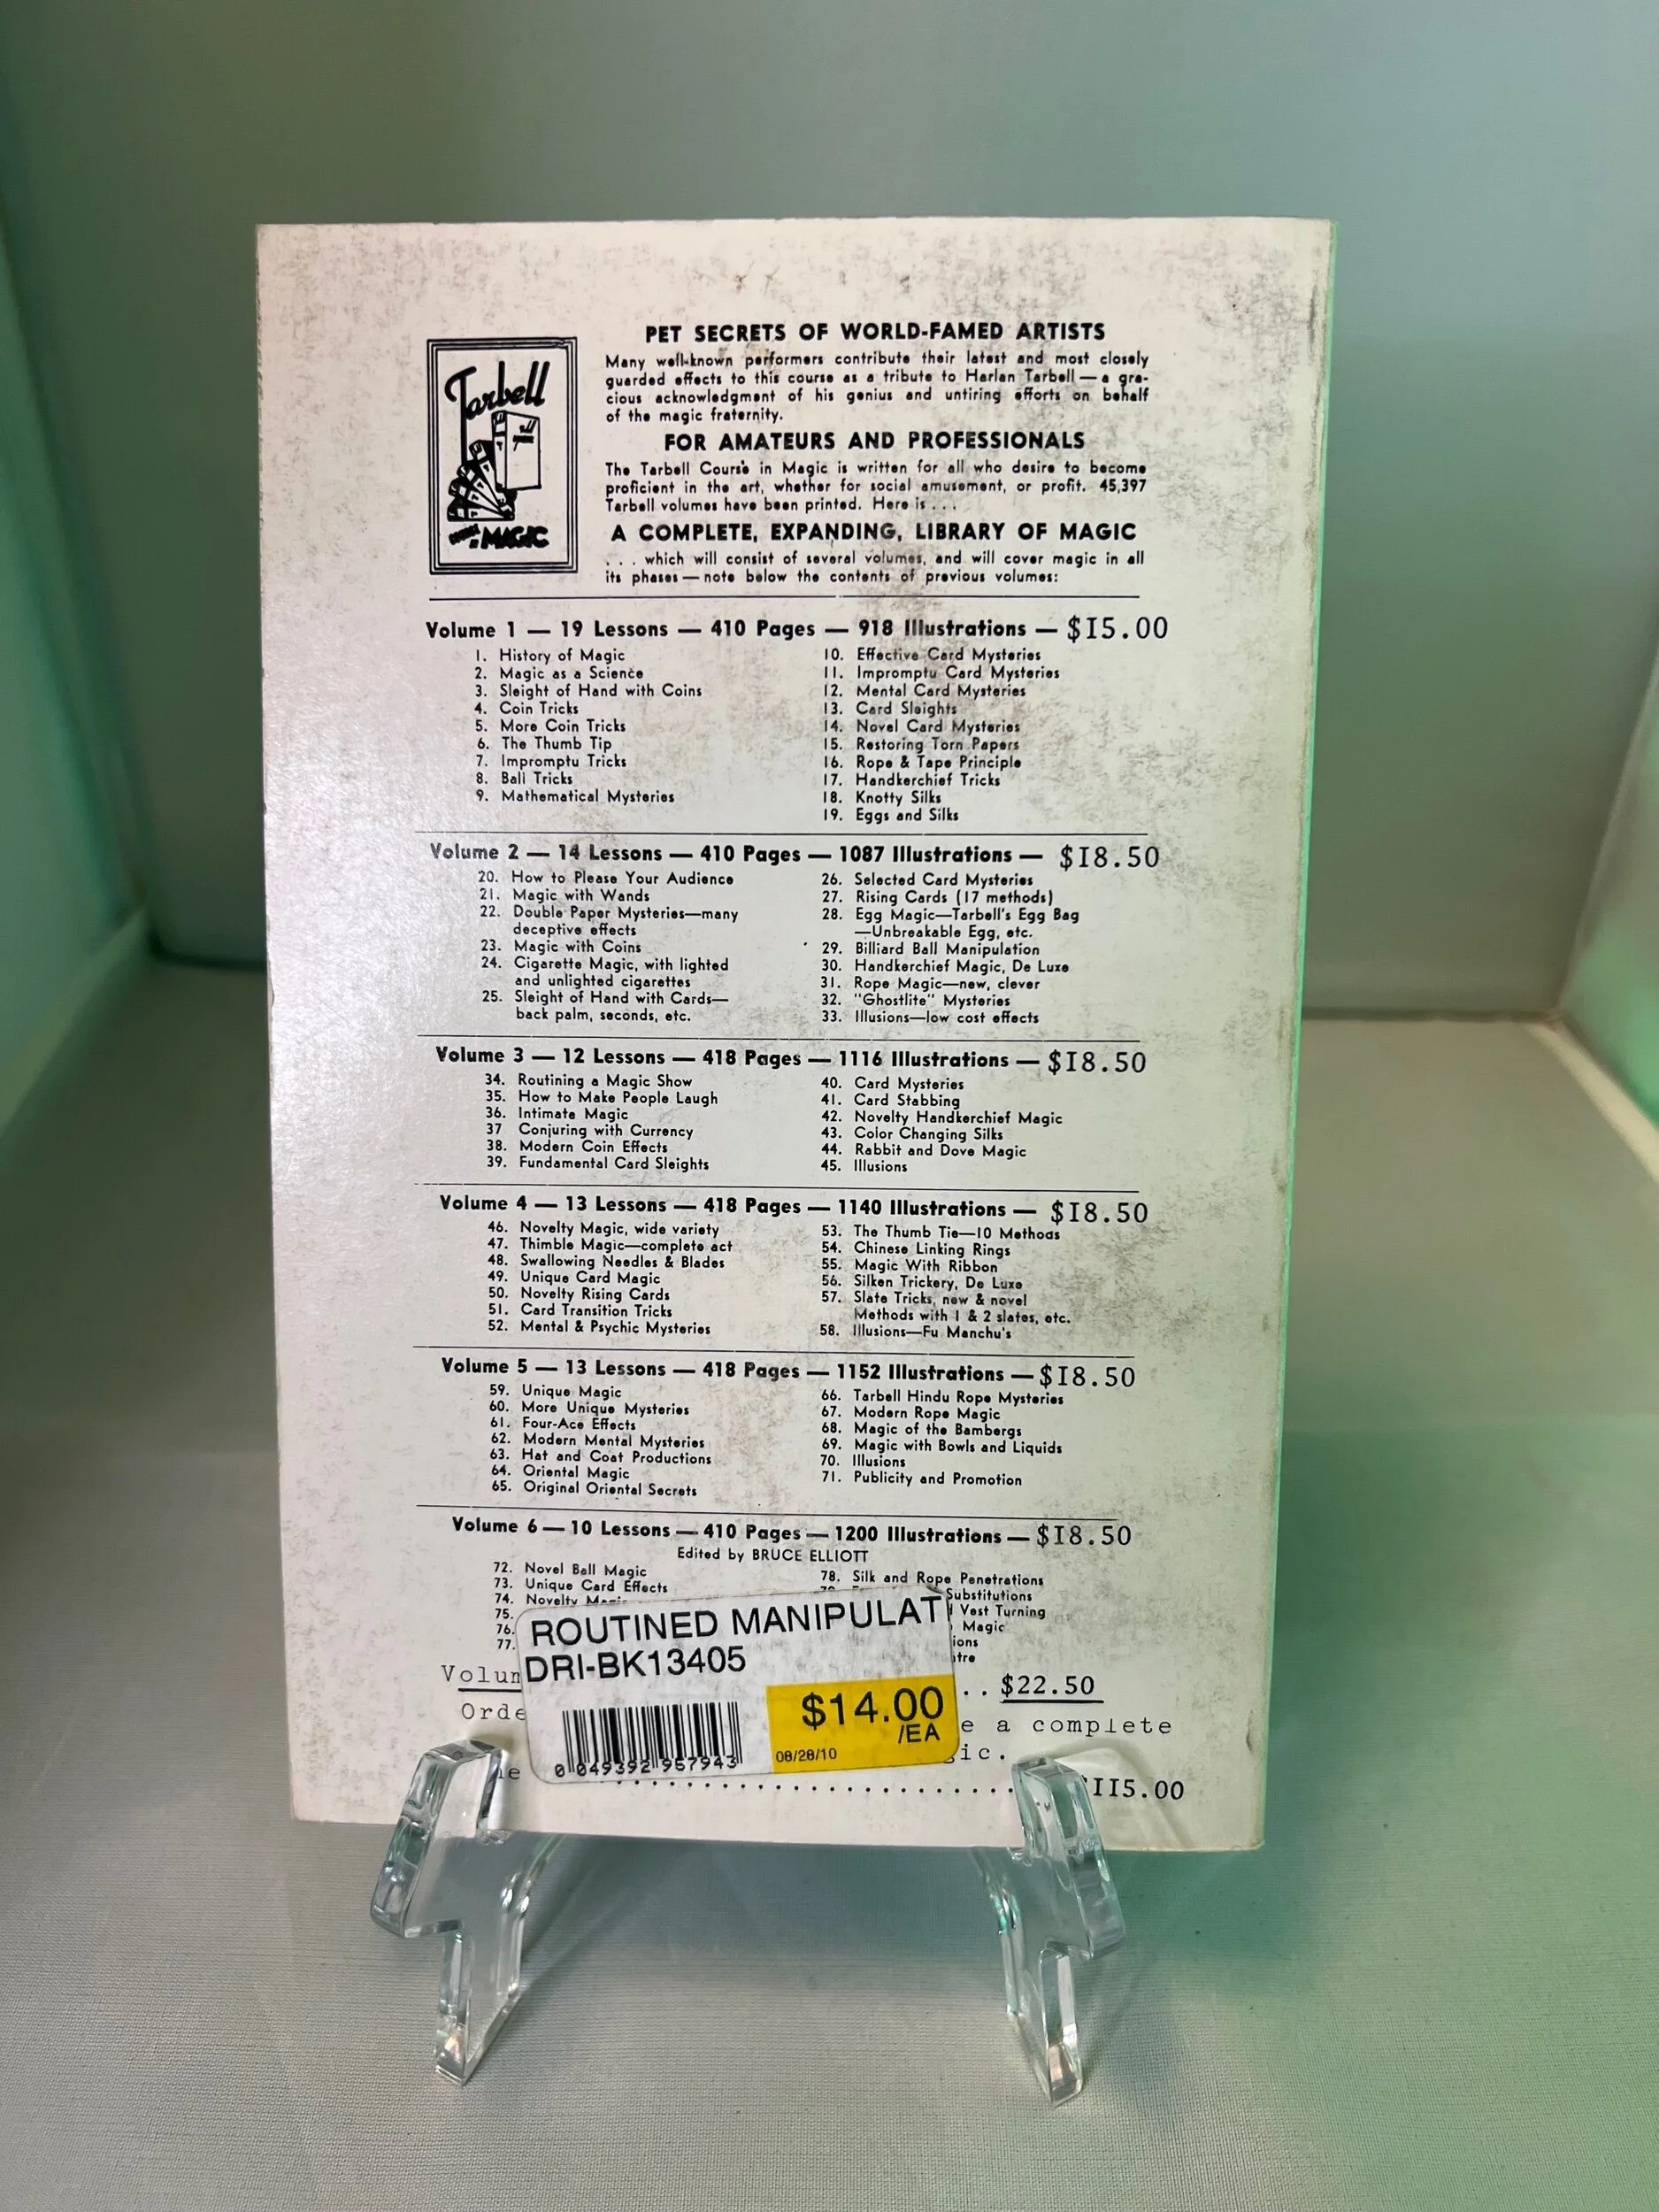 Tarbell
MAGIC
PET SECRETS OF WORLD-FAMED ARTISTS
Many well-known performers contribute their latest and most closely
guarded effects to this course as a tribute to Harlan Tarbell — a gra-
cious acknowledgment of his genius and untiring efforts on behalf
of the magic fraternity.
FOR AMATEURS AND PROFESSIONALS
The Tarbell Course in Magic is written for all who desire to become
proficient in the art, whether for social amusement, or profit. 45,397
Tarbell volumes have been printed. Here is . . .
A COMPLETE, EXPANDING, LIBRARY OF MAGIC
. . . which will consist of several volumes, and will cover magic in all
its phases — note below the contents of previous volumes:
Volume 1 — 19 Lessons — 410 Pages — 918 Illustrations — $15.00
1. History of Magic
2. Magic as a Science
3. Sleight of Hand with Coins
4. Coin Tricks
5. More Coin Tricks
6. The Thumb Tip
7. Impromptu Tricks
8. Ball Tricks
9. Mathematical Mysteries
10. Effective Card Mysteries
11. Impromptu Card Mysteries
12. Mental Card Mysteries
13. Card Sleights
14. Novel Card Mysteries
15. Restoring Torn Papers
16. Rope & Tape Principle
17. Handkerchief Tricks
18. Knotty Silks
19. Eggs and Silks
Volume 2 — 14 Lessons — 410 Pages — 1087 Illustrations — $18.50
20. How to Please Your Audience
21. Magic with Wands
22. Double Paper Mysteries—many
deceptive effects
23. Magic with Coins
24. Cigarette Magic, with lighted
and unlighted cigarettes
25. Sleight of Hand with Cards—
back palm, seconds, etc.
26. Selected Card Mysteries
27. Rising Cards (17 methods)
28. Egg Magic—Tarbell's Egg Bag
—Unbreakable Egg, etc.
29. Billiard Ball Manipulation
30. Handkerchief Magic, De Luxe
31. Rope Magic—new, clever
32. "Ghostlite" Mysteries
33. Illusions—low cost effects
Volume 3 — 12 Lessons — 418 Pages — 1116 Illustrations — $18.50
34. Routining a Magic Show
35. How to Make People Laugh
36. Intimate Magic
37 Conjuring with Currency
38. Modern Coin Effects
39. Fundamental Card Sleights
40. Card Mysteries
41. Card Stabbing
42. Novelty Handkerchief Magic
43. Color Changing Silks
44. Rabbit and Dove Magic
45. Illusions
Volume 4 — 13 Lessons — 418 Pages — 1140 Illustrations — $18.50
46. Novelty Magic, wide variety
47. Thimble Magic—complete act
48. Swallowing Needles & Blades
49. Unique Card Magic
50. Novelty Rising Cards
51. Card Transition Tricks
52. Mental & Psychic Mysteries
53. The Thumb Tie—10 Methods
54. Chinese Linking Rings
55. Magic With Ribbon
56. Silken Trickery, De Luxe
57. Slate Tricks, new & novel
Methods with 1 & 2 slates, etc.
58. Illusions—Fu Manchu's
Volume 5 — 13 Lessons — 418 Pages — 1152 Illustrations — $18.50
59. Unique Magic
60. More Unique Mysteries
61. Four-Ace Effects
62. Modern Mental Mysteries
63. Hat and Coat Productions
64. Oriental Magic
65. Original Oriental Secrets
66. Tarbell Hindu Rope Mysteries
67. Modern Rope Magic
68. Magic of the Bambergs
69. Magic with Bowls and Liquids
70. Illusions
71. Publicity and Promotion
Volume 6 — 10 Lessons — 410 Pages — 1200 Illustrations — $18.50
Edited by BRUCE ELLIOTT
72. Novel Ball Magic
73. Unique Card Effects
74. Novelty
75.
76.
77.
78. Silk and Rope Penetrations
Substitutions
Vest Turning
Magic
. . $22.50
e a complete
ROUTINED MANIPULAT
DRI-BK13405
$14.00
/EA
08/28/10
0 049392 957943